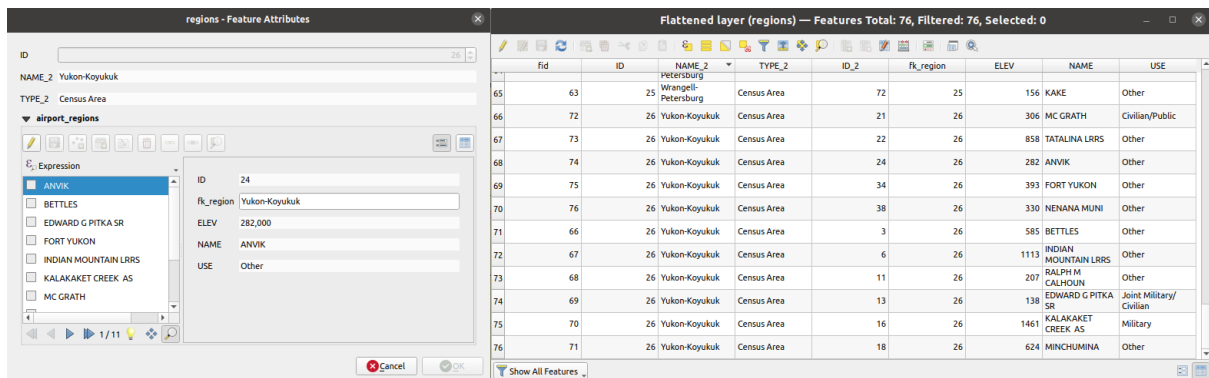 regions - Feature Attributes
ID 26
NAME_2 Yukon-Koyukuk
TYPE_2 Census Area
airport_regions
Expression
ANVIK
BETTLES
EDWARD G PITKA SR
FORT YUKON
INDIAN MOUNTAIN LRRS
KALAKAKET CREEK AS
MC GRATH
1 / 11
ID 24
fk_region Yukon-Koyukuk
ELEV 282,000
NAME ANVIK
USE Other
Cancel OK
Flattened layer (regions) — Features Total: 76, Filtered: 76, Selected: 0
fid ID NAME_2 TYPE_2 ID_2 fk_region ELEV NAME USE
Petersburg
65 63 25 Wrangell- Census Area 72 25 156 KAKE Other
Petersburg
66 72 26 Yukon-Koyukuk Census Area 21 26 306 MC GRATH Civilian/Public
67 73 26 Yukon-Koyukuk Census Area 22 26 858 TATALINA LRRS Other
68 74 26 Yukon-Koyukuk Census Area 24 26 282 ANVIK Other
69 75 26 Yukon-Koyukuk Census Area 34 26 393 FORT YUKON Other
70 76 26 Yukon-Koyukuk Census Area 38 26 330 NENANA MUNI Other
71 66 26 Yukon-Koyukuk Census Area 3 26 585 BETTLES Other
72 67 26 Yukon-Koyukuk Census Area 6 26 1113 INDIAN Other
MOUNTAIN LRRS
73 68 26 Yukon-Koyukuk Census Area 11 26 207 RALPH M Other
CALHOUN
74 69 26 Yukon-Koyukuk Census Area 13 26 138 EDWARD G PITKA Joint Military/
SR Civilian
75 70 26 Yukon-Koyukuk Census Area 16 26 1461 KALAKAKET Military
CREEK AS
76 71 26 Yukon-Koyukuk Census Area 18 26 624 MINCHUMINA Other
Show All Features